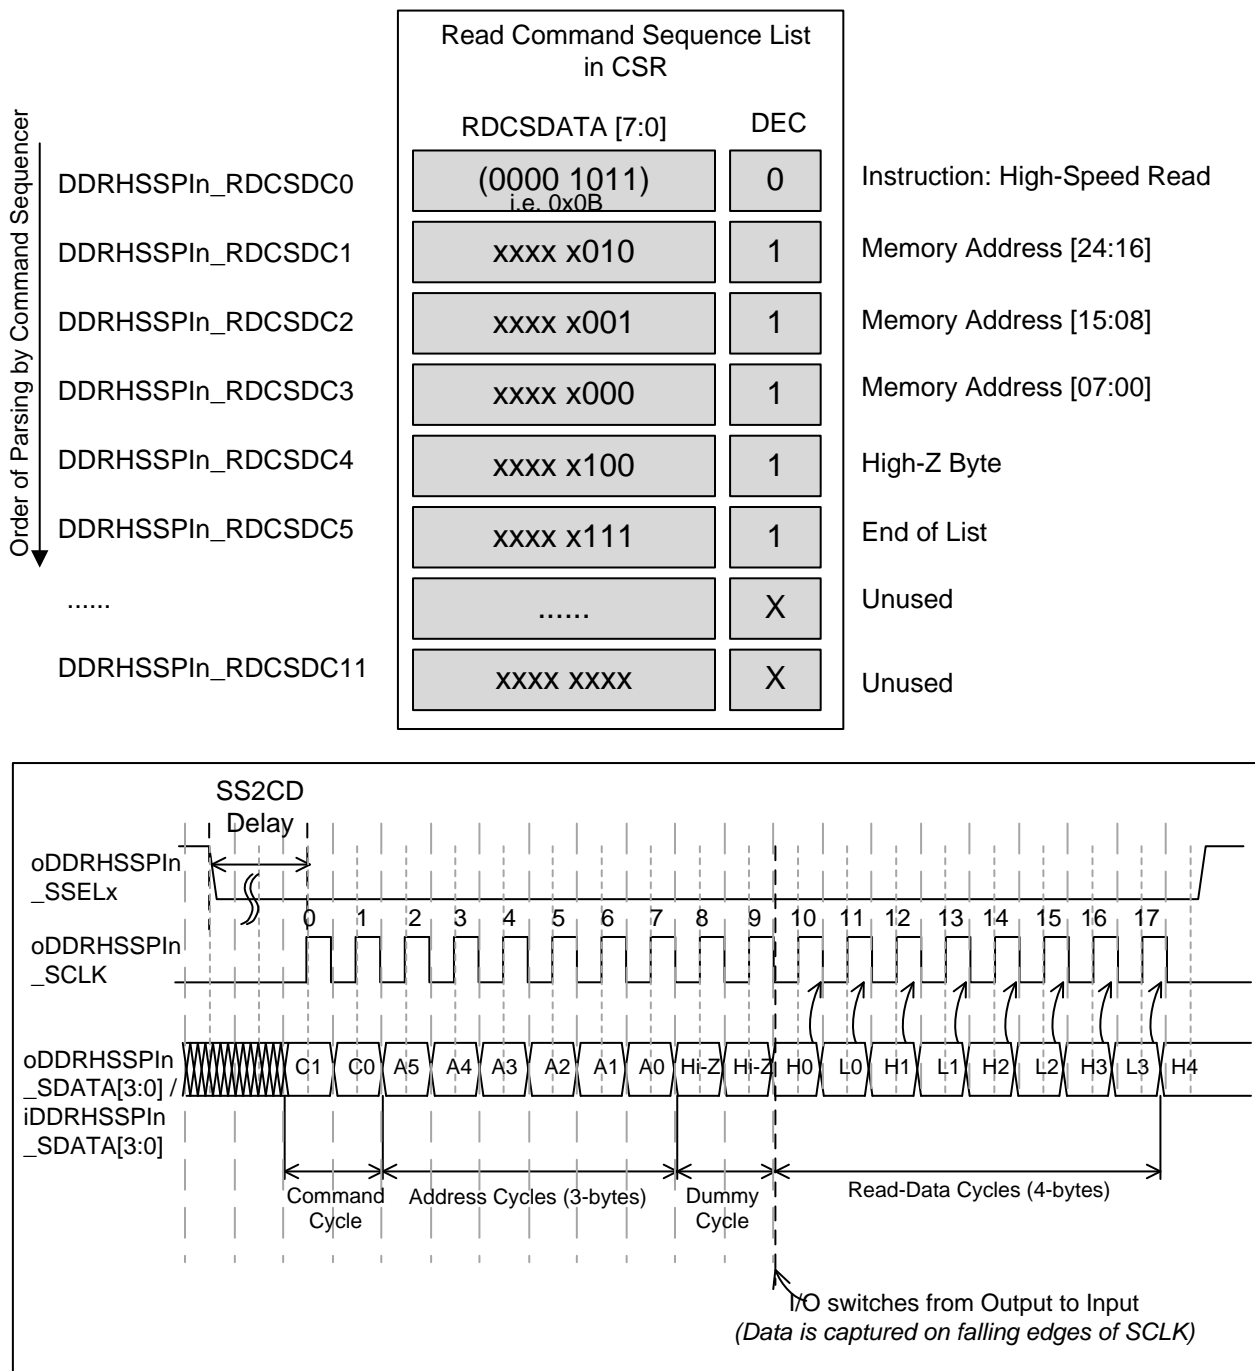 Read Command Sequence List
in CSR
RDCSDATA [7:0] DEC
Order of Parsing by Command Sequencer
DDRHSSPIn_RDCSDC0 (0000 1011) 0 Instruction: High-Speed Read
i.e. 0x0B
DDRHSSPIn_RDCSDC1 xxxx x010 1 Memory Address [24:16]
DDRHSSPIn_RDCSDC2 xxxx x001 1 Memory Address [15:08]
DDRHSSPIn_RDCSDC3 xxxx x000 1 Memory Address [07:00]
DDRHSSPIn_RDCSDC4 xxxx x100 1 High-Z Byte
DDRHSSPIn_RDCSDC5 xxxx x111 1 End of List
...... ...... X Unused
DDRHSSPIn_RDCSDC11 xxxx xxxx X Unused
SS2CD
Delay
oDDRHSSPIn
_SSELx
0 1 2 3 4 5 6 7 8 9 10 11 12 13 14 15 16 17
oDDRHSSPIn
_SCLK
oDDRHSSPIn
_SDATA[3:0] /
iDDRHSSPIn
_SDATA[3:0]
C1 C0 A5 A4 A3 A2 A1 A0 Hi-Z Hi-Z H0 L0 H1 L1 H2 L2 H3 L3 H4
Command
Cycle
Address Cycles (3-bytes)
Dummy
Cycle
Read-Data Cycles (4-bytes)
I/O switches from Output to Input
(Data is captured on falling edges of SCLK)